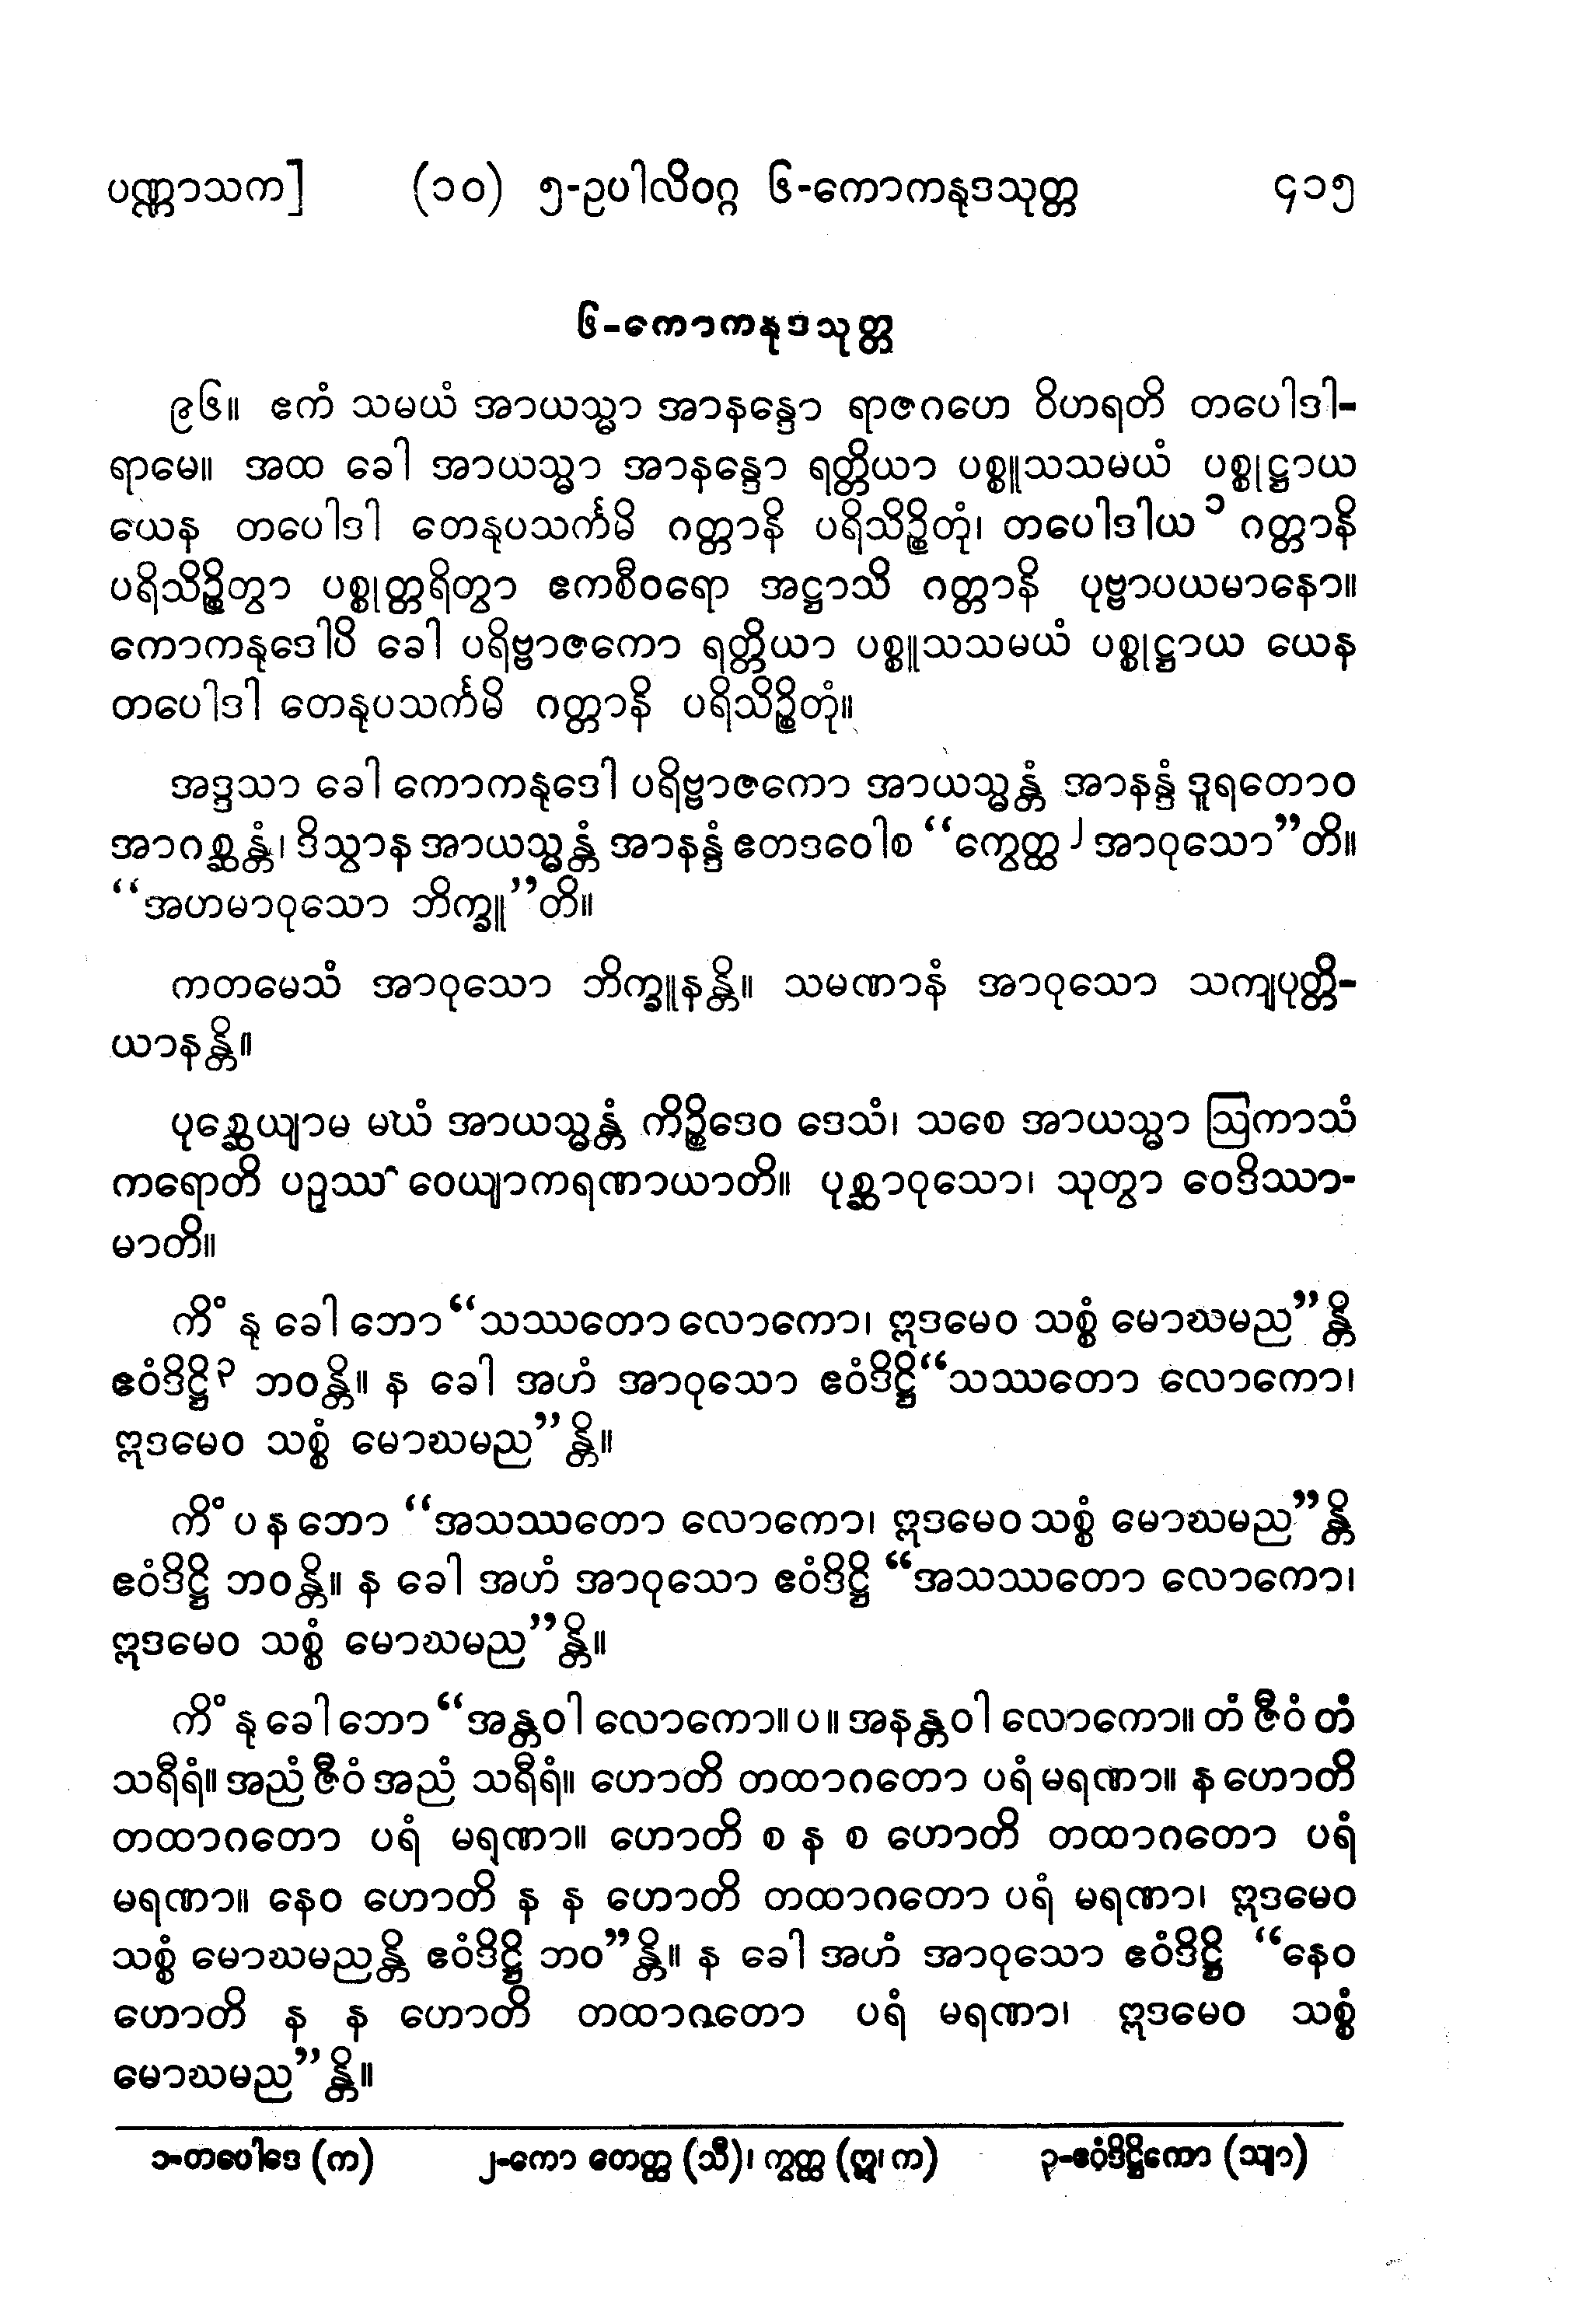 ပဏ္ဏာသက] (၁၀) ၅-ဥပါလိဝဂ္ဂ ၆-ကောကနုဒသုတ္တ ၄၁၅
၆-ကောကနုဒသုတ္တ
၉၆။ ဧကံ သမယံ အာယသ္မာ အာနန္ဒော ရာဇဂဟေ ဝိဟရတိ တပေါဒါ-
ရာမေ။ အထ ခေါ အာယသ္မာ အာနန္ဒော ရတ္တိယာ ပစ္စူသသမယံ ပစ္စုဋ္ဌာယ
ယေန တပေါဒါ တေနုပသင်္ကမိ ဂတ္တာနိ ပရိသိဉ္စိတုံ၊ တပေါဒါယ ၁ ဂတ္တာနိ
ပရိသိဉ္စိတွာ ပစ္စုတ္တရိတွာ ဧကစီဝရော အဋ္ဌာသိ ဂတ္တာနိ ပုဗ္ဗာပယမာနော။
ကောကနုဒေါပိ ခေါ ပရိဗ္ဗာဇကော ရတ္တိယာ ပစ္စူသသမယံ ပစ္စုဋ္ဌာယ ယေန
တပေါဒါ တေနုပသင်္ကမိ ဂတ္တာနိ ပရိသိဉ္စိတုံ။
အဒ္ဒသာ ခေါ ကောကနုဒေါ ပရိဗ္ဗာဇကော အာယသ္မန္တံ အာနန္ဒံ ဒူရတောဝ
အာဂစ္ဆန္တံ၊ ဒိသွာန အာယသ္မန္တံ အာနန္ဒံ ဧတဒဝေါစ “ကွေတ္ထ ၂ အာဝုသော”တိ။
“အဟမာဝုသော ဘိက္ခူ”တိ။
ကတမေသံ အာဝုသော ဘိက္ခူနန္တိ။ သမဏာနံ အာဝုသော သကျပုတ္တိ-
ယာနန္တိ။
ပုစ္ဆေယျာမ မယံ အာယသ္မန္တံ ကိဉ္စိဒေဝ ဒေသံ၊ သစေ အာယသ္မာ ဩကာသံ
ကရောတိ ပဉှဿ ဝေယျာကရဏာယာတိ။ ပုစ္ဆာဝုသော၊ သုတွာ ဝေဒိဿာ-
မာတိ။
ကိံ နု ခေါ ဘော “သဿတော လောကော၊ ဣဒမေဝ သစ္စံ မောဃမည”န္တိ
ဧဝံဒိဋ္ဌိ ၃ ဘဝန္တိ။ န ခေါ အဟံ အာဝုသော ဧဝံဒိဋ္ဌိ “သဿတော လောကော၊
ဣဒမေဝ သစ္စံ မောဃမည”န္တိ။
ကိံ ပန ဘော “အသဿတော လောကော၊ ဣဒမေဝ သစ္စံ မောဃမည”န္တိ
ဧဝံဒိဋ္ဌိ ဘဝန္တိ။ န ခေါ အဟံ အာဝုသော ဧဝံဒိဋ္ဌိ “အသဿတော လောကော၊
ဣဒမေဝ သစ္စံ မောဃမည”န္တိ။
ကိံ နု ခေါ ဘော “အန္တဝါ လောကော။ ပ။ အနန္တဝါ လောကော။ တံ ဇီဝံ တံ
သရီရံ။ အညံ ဇီဝံ အညံ သရီရံ။ ဟောတိ တထာဂတော ပရံ မရဏာ။ န ဟောတိ
တထာဂတော ပရံ မရဏာ။ ဟောတိ စ န စ ဟောတိ တထာဂတော ပရံ
မရဏာ။ နေဝ ဟောတိ န န ဟောတိ တထာဂတော ပရံ မရဏာ၊ ဣဒမေဝ
သစ္စံ မောဃမညန္တိ ဧဝံဒိဋ္ဌိ ဘဝ”န္တိ။ န ခေါ အဟံ အာဝုသော ဧဝံဒိဋ္ဌိ “နေဝ
ဟောတိ န န ဟောတိ တထာဂတော ပရံ မရဏာ၊ ဣဒမေဝ သစ္စံ
မောဃမည”န္တိ။
၁-တပေါဒေ (က) ၂-ကော တေတ္ထ (သီ)၊ ကွတ္ထ (ဣ၊ က) ၃-ဧဝံဒိဋ္ဌိကော (သျာ)